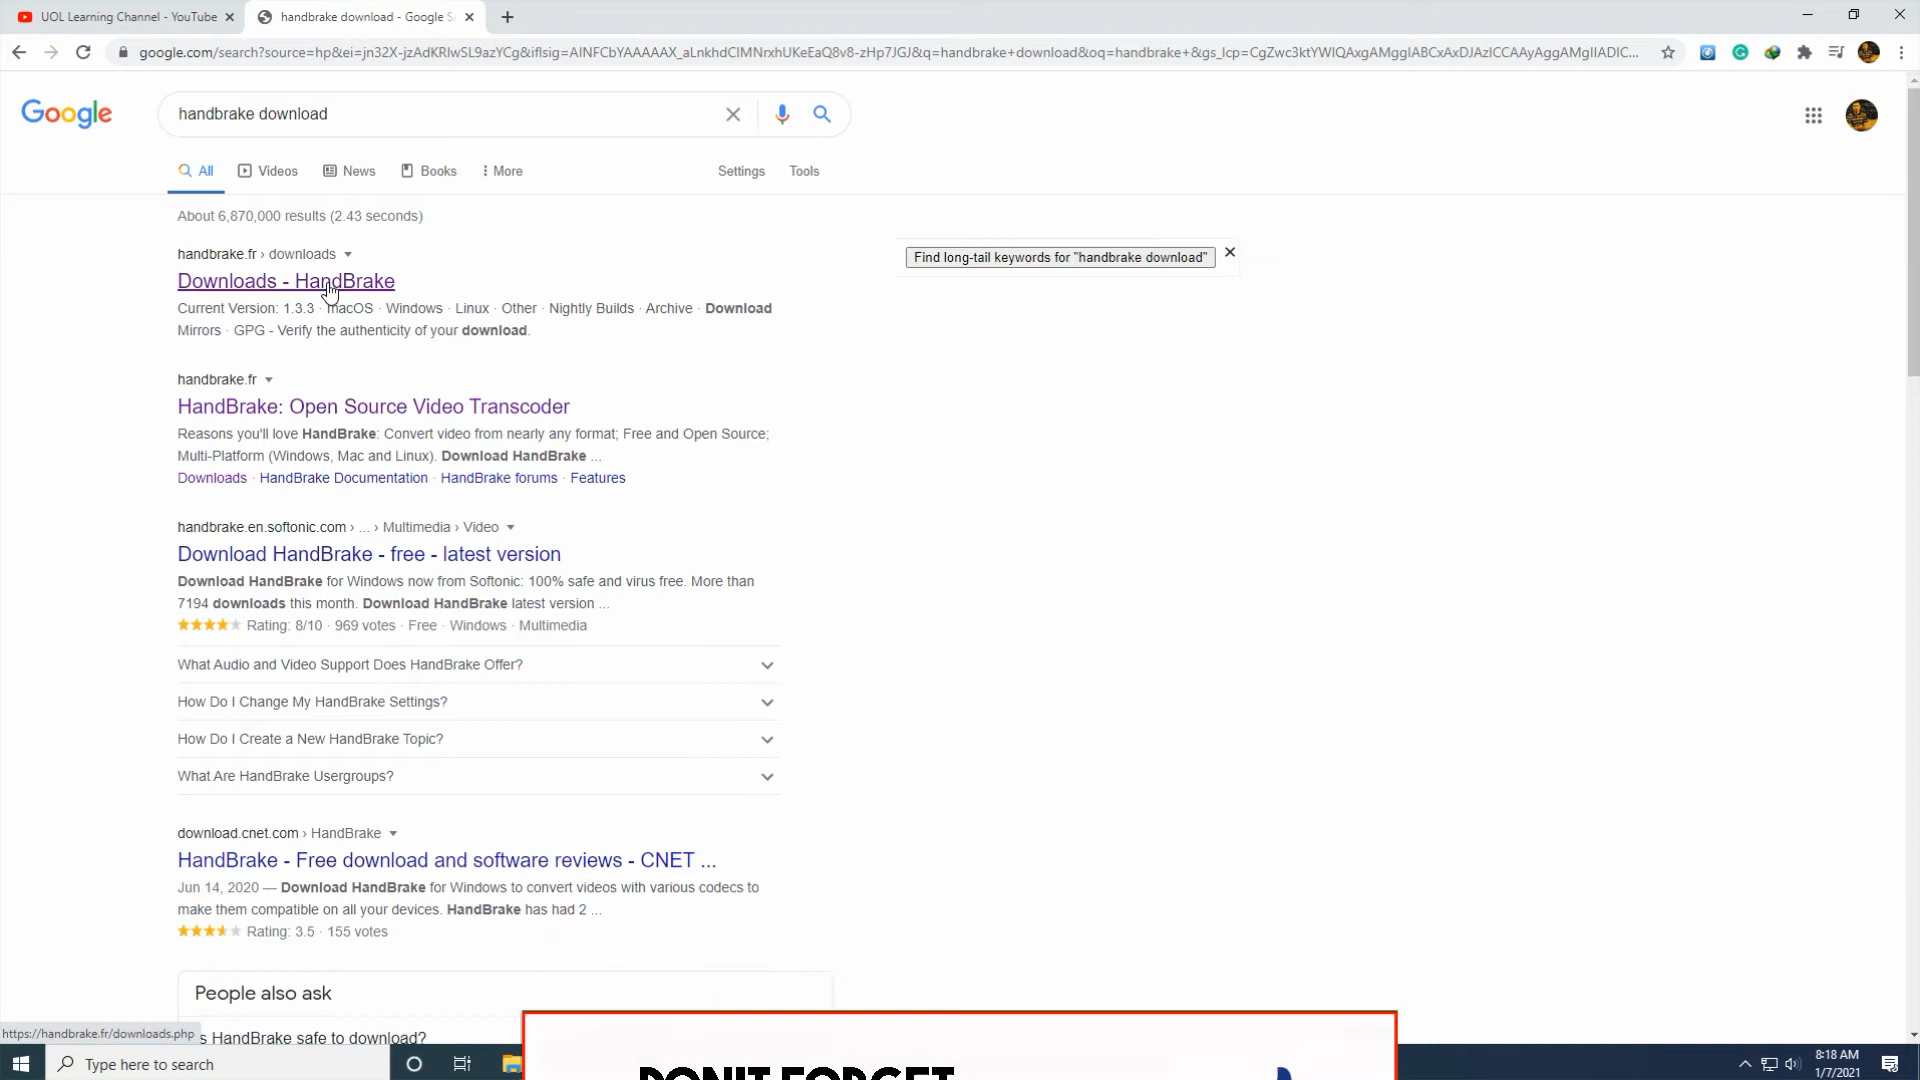 UOL Learning Channel - YouTube
handbrake download - Google S
google.com/search?source=hp&ei=jn32X-jzAdKRlwSL9azYCg&iflsig=AINFCbYAAAAAX_aLnkhdClMNrxhUKeEaQ8v8-zHp7JGJ&q=handbrake+download&oq=handbrake+&gs_lcp=CgZwc3ktYWIQAxgAMggIABCxAxDJAzICCAAyAggAMgIIADIC...
Google
handbrake download
All
Videos
News
Books
More
Settings
Tools
About 6,870,000 results (2.43 seconds)
handbrake.fr › downloads
Downloads - HandBrake
Current Version: 1.3.3 · macOS · Windows · Linux · Other · Nightly Builds · Archive · Download
Mirrors · GPG - Verify the authenticity of your download.
Find long-tail keywords for "handbrake download"
handbrake.fr
HandBrake: Open Source Video Transcoder
Reasons you'll love HandBrake: Convert video from nearly any format; Free and Open Source;
Multi-Platform (Windows, Mac and Linux). Download HandBrake ...
Downloads · HandBrake Documentation · HandBrake forums · Features
handbrake.en.softonic.com › ... › Multimedia › Video
Download HandBrake - free - latest version
Download HandBrake for Windows now from Softonic: 100% safe and virus free. More than
7194 downloads this month. Download HandBrake latest version ...
Rating: 8/10 · 969 votes · Free · Windows · Multimedia
What Audio and Video Support Does HandBrake Offer?
How Do I Change My HandBrake Settings?
How Do I Create a New HandBrake Topic?
What Are HandBrake Usergroups?
download.cnet.com › HandBrake
HandBrake - Free download and software reviews - CNET ...
Jun 14, 2020 — Download HandBrake for Windows to convert videos with various codecs to
make them compatible on all your devices. HandBrake has had 2 ...
Rating: 3.5 · 155 votes
People also ask
s HandBrake safe to download?
https://handbrake.fr/downloads.php
DON'T FORGET
Type here to search
8:18 AM
1/7/2021